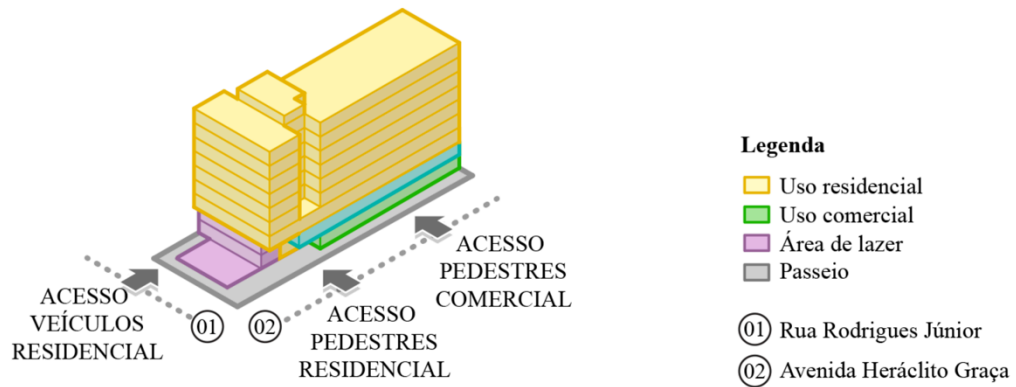 ACESSO
VEÍCULOS
RESIDENCIAL
01
02
ACESSO
PEDESTRES
RESIDENCIAL
ACESSO
PEDESTRES
COMERCIAL
Legenda
Uso residencial
Uso comercial
Área de lazer
Passeio
01 Rua Rodrigues Júnior
02 Avenida Heráclito Graça